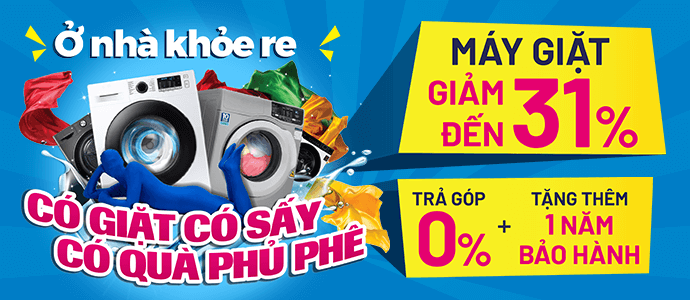 Ở nhà khỏe re
CÓ GIẶT CÓ SẤY
CÓ QUÀ PHỦ PHÊ
MÁY GIẶT
GIẢM
ĐẾN 31%
TRẢ GÓP
0%
+
TẶNG THÊM
1 NĂM
BẢO HÀNH